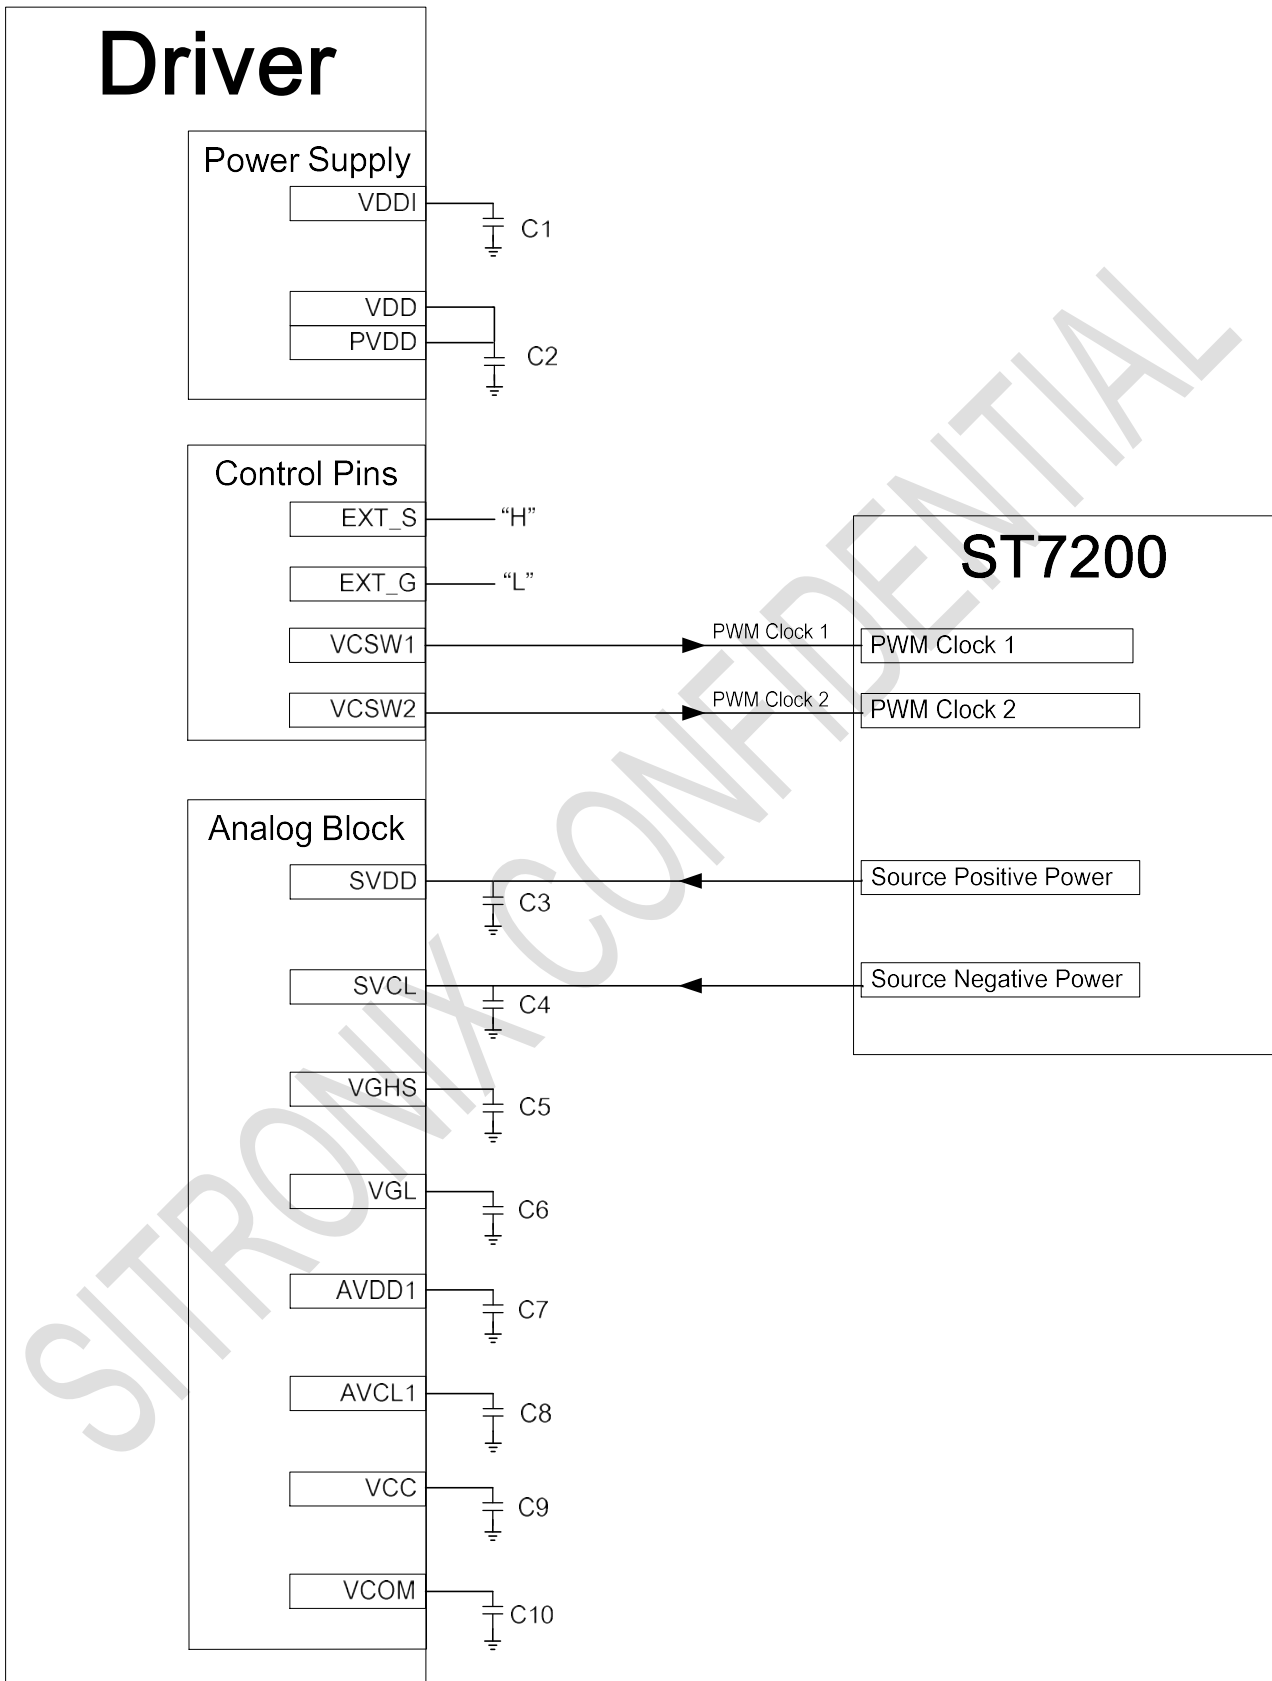 Driver
Power Supply
VDDI
C1
VDD
PVDD
C2
Control Pins
EXT_S
“H”
EXT_G
“L”
VCSW1
PWM Clock 1
VCSW2
PWM Clock 2
ST7200
PWM Clock 1
PWM Clock 2
Source Positive Power
Source Negative Power
Analog Block
SVDD
C3
SVCL
C4
VGHS
C5
VGL
C6
AVDD1
C7
AVCL1
C8
VCC
C9
VCOM
C10
SITRONIX CONFIDENTIAL